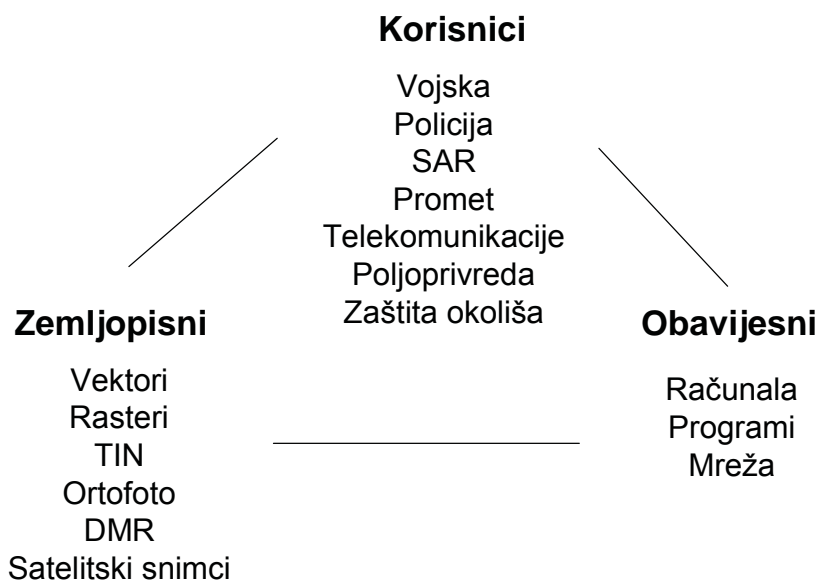 Korisnici
Vojska
Policija
SAR
Promet
Telekomunikacije
Poljoprivreda
Zaštita okoliša
Zemljopisni
Vektori
Rasteri
TIN
Ortofoto
DMR
Satelitski snimci
Obavijesni
Računala
Programi
Mreža